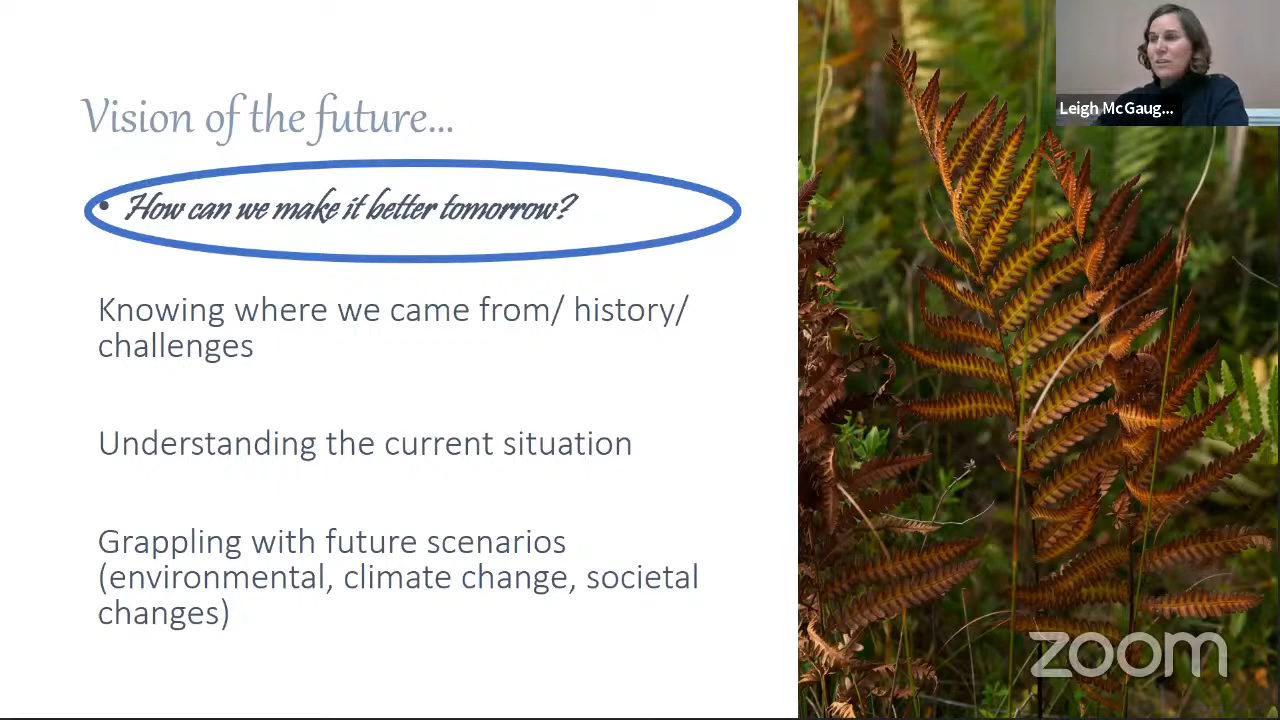 Vision of the future...
• How can we make it better tomorrow?
Knowing where we came from/ history/
challenges
Understanding the current situation
Grappling with future scenarios
(environmental, climate change, societal
changes)
Leigh McGaug...
zoom